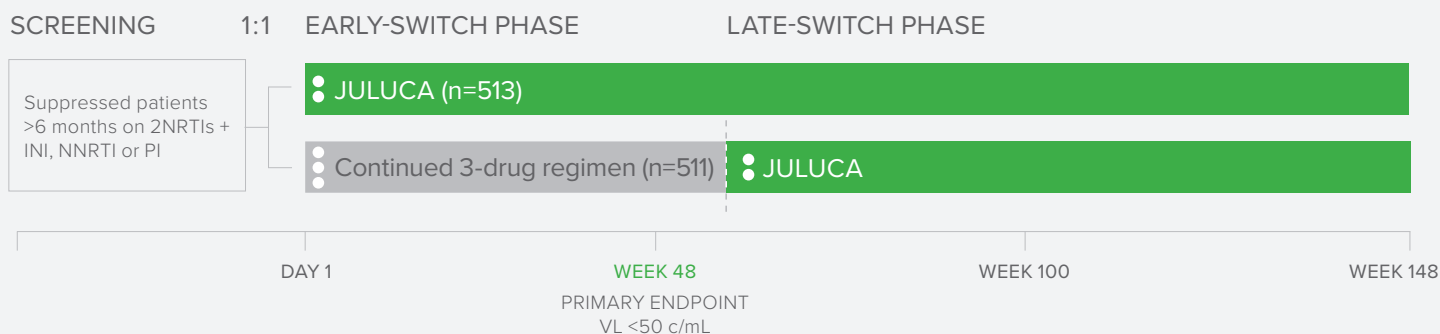 SCREENING 1:1 EARLY-SWITCH PHASE LATE-SWITCH PHASE
Suppressed patients
>6 months on 2NRTIs +
INI, NNRTI or PI
JULUCA (n=513)
Continued 3-drug regimen (n=511)
JULUCA
DAY 1 WEEK 48 WEEK 100 WEEK 148
PRIMARY ENDPOINT
VL <50 c/mL